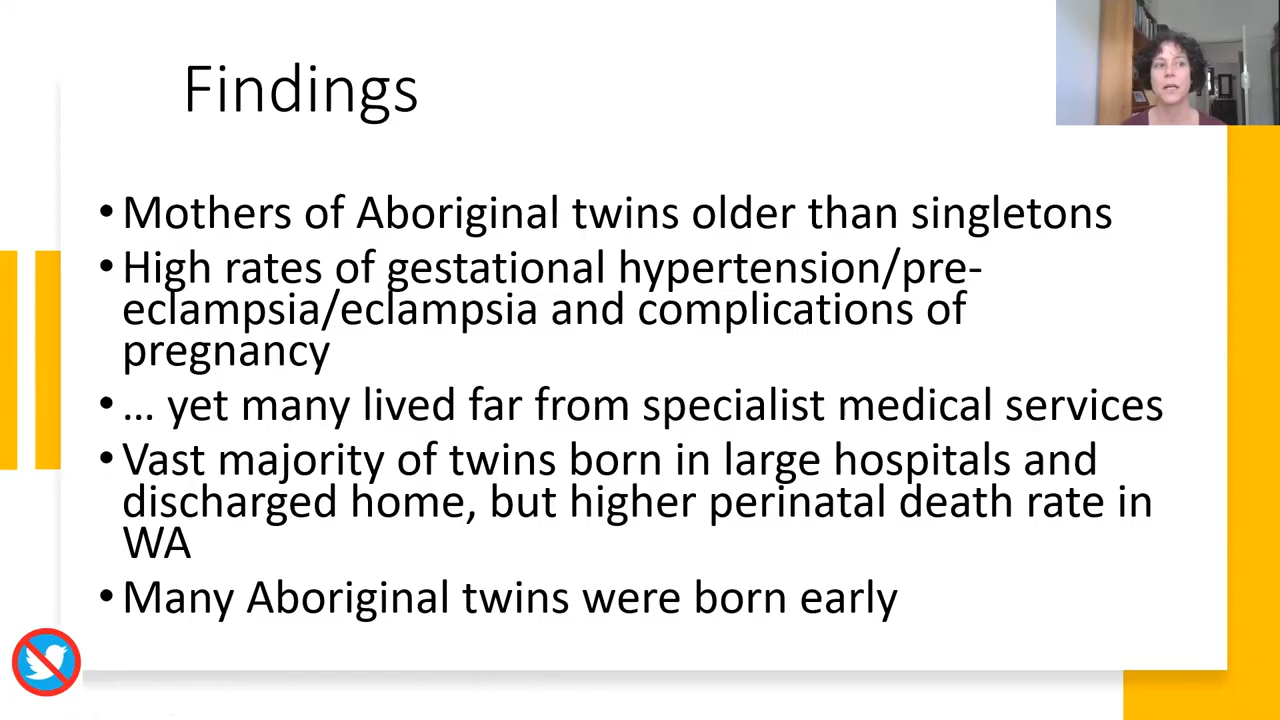 Findings
• Mothers of Aboriginal twins older than singletons
• High rates of gestational hypertension/pre-
eclampsia/eclampsia and complications of
pregnancy
• … yet many lived far from specialist medical services
• Vast majority of twins born in large hospitals and
discharged home, but higher perinatal death rate in
WA
• Many Aboriginal twins were born early